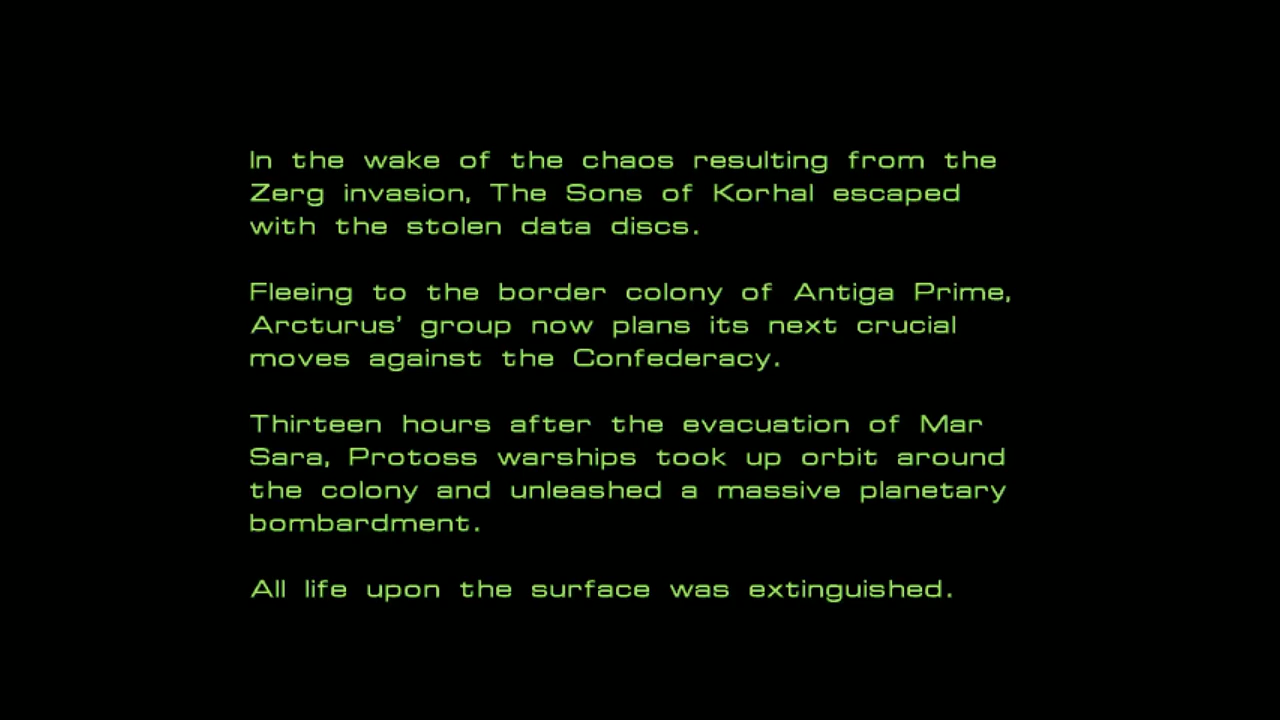 In the wake of the chaos resulting from the
Zerg invasion, The Sons of Korhal escaped
with the stolen data discs.
Fleeing to the border colony of Antiga Prime,
Arcturus’ group now plans its next crucial
moves against the Confederacy.
Thirteen hours after the evacuation of Mar
Sara, Protoss warships took up orbit around
the colony and unleashed a massive planetary
bombardment.
All life upon the surface was extinguished.